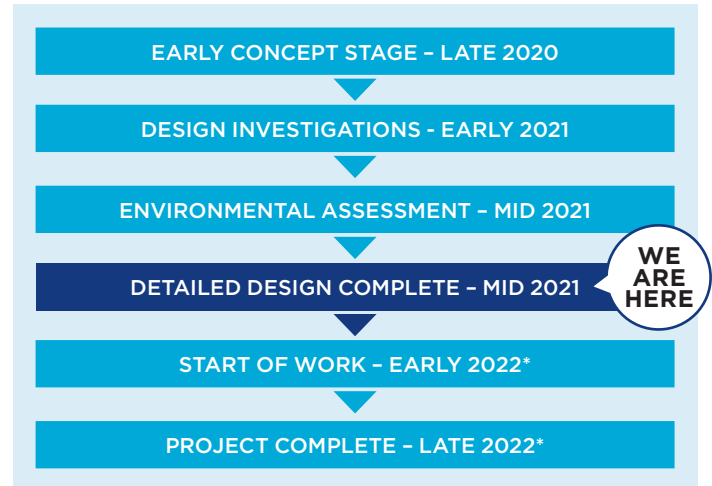 EARLY CONCEPT STAGE – LATE 2020
DESIGN INVESTIGATIONS - EARLY 2021
ENVIRONMENTAL ASSESSMENT – MID 2021
DETAILED DESIGN COMPLETE – MID 2021
WE
ARE
HERE
START OF WORK – EARLY 2022*
PROJECT COMPLETE – LATE 2022*